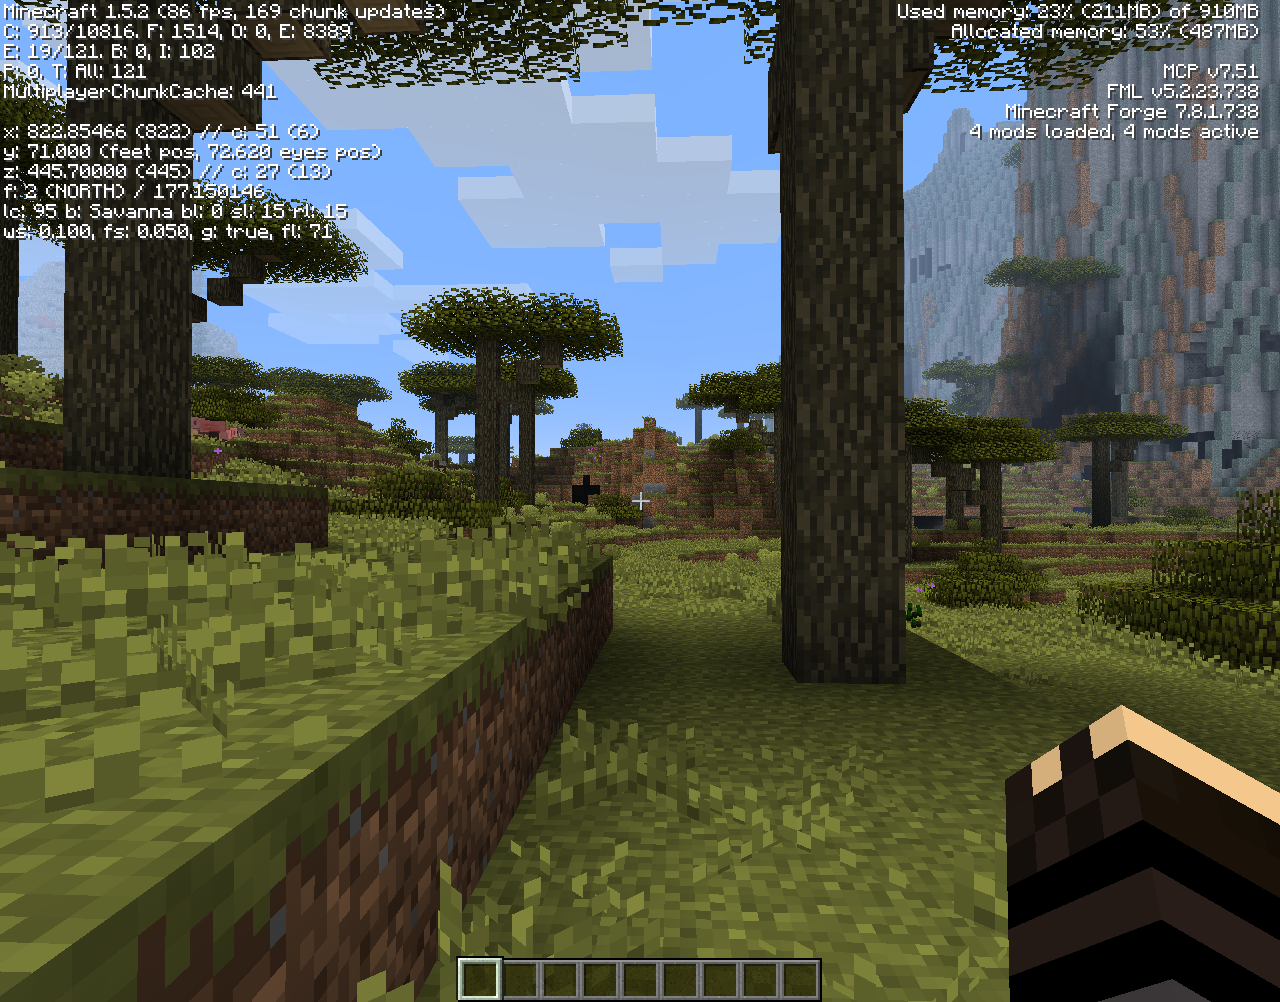 Minecraft 1.5.2 (86 fps, 169 chunk updates)
C: 913/10816. F: 1514, O: 0, E: 8389
E: 19/121. B: 0, I: 102
P: 0. T: All: 121
MultiplayerChunkCache: 441
x: 822.85466 (822) // c: 51 (6)
y: 71.000 (feet pos, 72.620 eyes pos)
z: 445.70000 (445) // c: 27 (13)
f: 2 (NORTH) / 177.150146
lc: 95 b: Savanna bl: 0 sl: 15 rl: 15
ws: 0.100, fs: 0.050, g: true, fl: 71
Used memory: 23% (211MB) of 910MB
Allocated memory: 53% (487MB)
MCP v7.51
FML v5.2.23.738
Minecraft Forge 7.8.1.738
4 mods loaded, 4 mods active